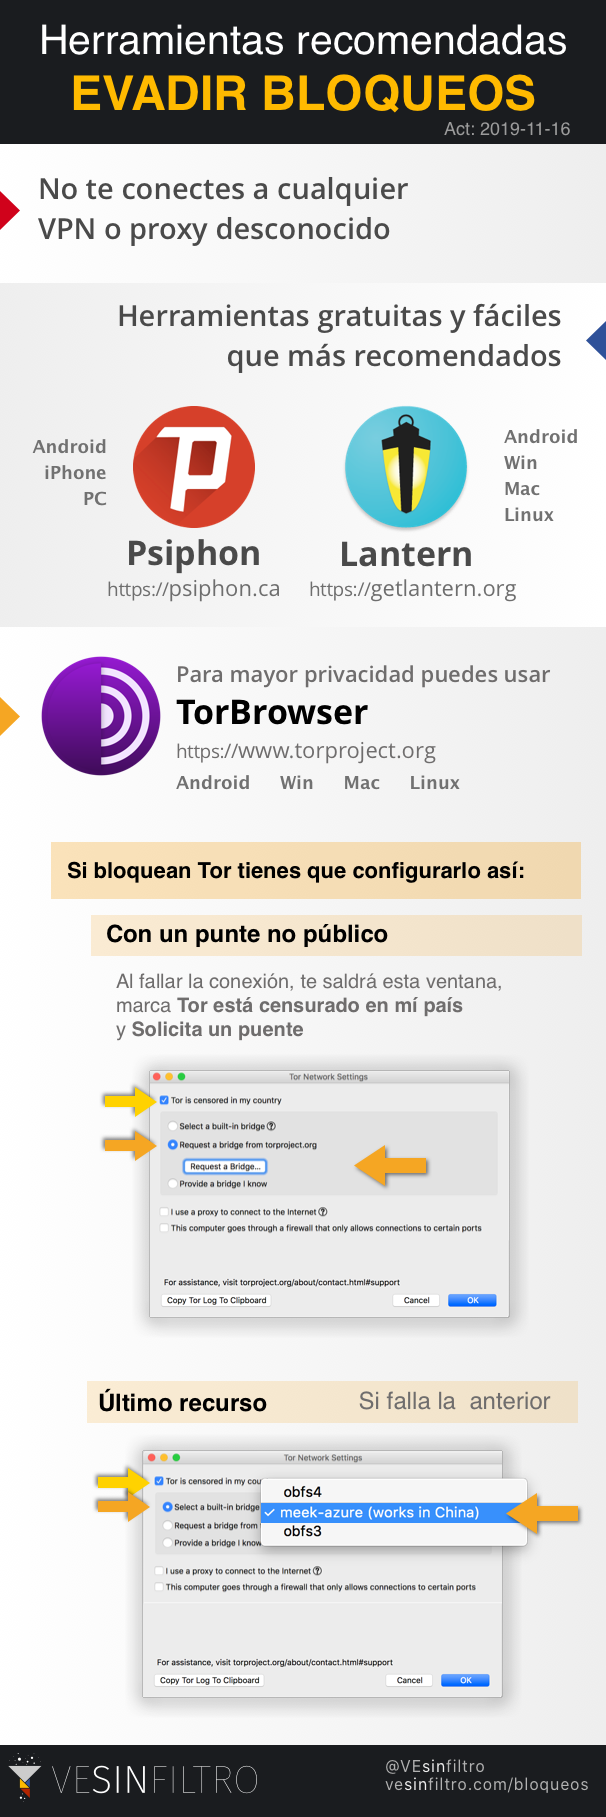 Herramientas recomendadas
EVADIR BLOQUEOS
Act: 2019-11-16
No te conectes a cualquier
VPN o proxy desconocido
Herramientas gratuitas y fáciles
que más recomendados
Android
iPhone
PC
Psiphon
https://psiphon.ca
Android
Win
Mac
Linux
Lantern
https://getlantern.org
Para mayor privacidad puedes usar
TorBrowser
https://www.torproject.org
Android Win Mac Linux
Si bloquean Tor tienes que configurarlo así:
Con un punte no público
Al fallar la conexión, te saldrá esta ventana,
marca Tor está censurado en mí país
y Solicita un puente
Tor Network Settings
Tor is censored in my country
Select a built-in bridge ?
Request a bridge from torproject.org
Request a Bridge...
Provide a bridge I know
I use a proxy to connect to the Internet ?
This computer goes through a firewall that only allows connections to certain ports
For assistance, visit torproject.org/about/contact.html#support
Copy Tor Log To Clipboard Cancel OK
Último recurso Si falla la anterior
Tor Network Settings
Tor is censored in my cou
obfs4
Select a built-in bridge
✓ meek-azure (works in China)
Request a bridge from
obfs3
Provide a bridge I know
I use a proxy to connect to the Internet ?
This computer goes through a firewall that only allows connections to certain ports
For assistance, visit torproject.org/about/contact.html#support
Copy Tor Log To Clipboard Cancel OK
VESINFILTRO
@VEsinfiltro
vesinfiltro.com/bloqueos